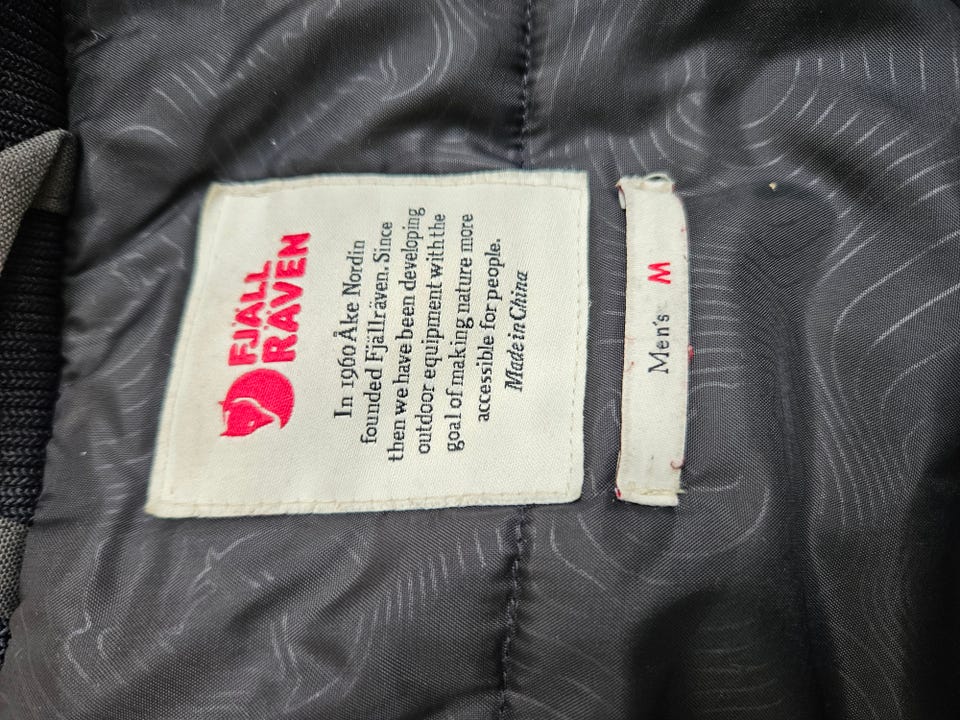 FJÄLL
RÄVEN
In 1960 Åke Nordin
founded Fjällräven. Since
then we have been developing
outdoor equipment with the
goal of making nature more
accessible for people.
Made in China
Men's M